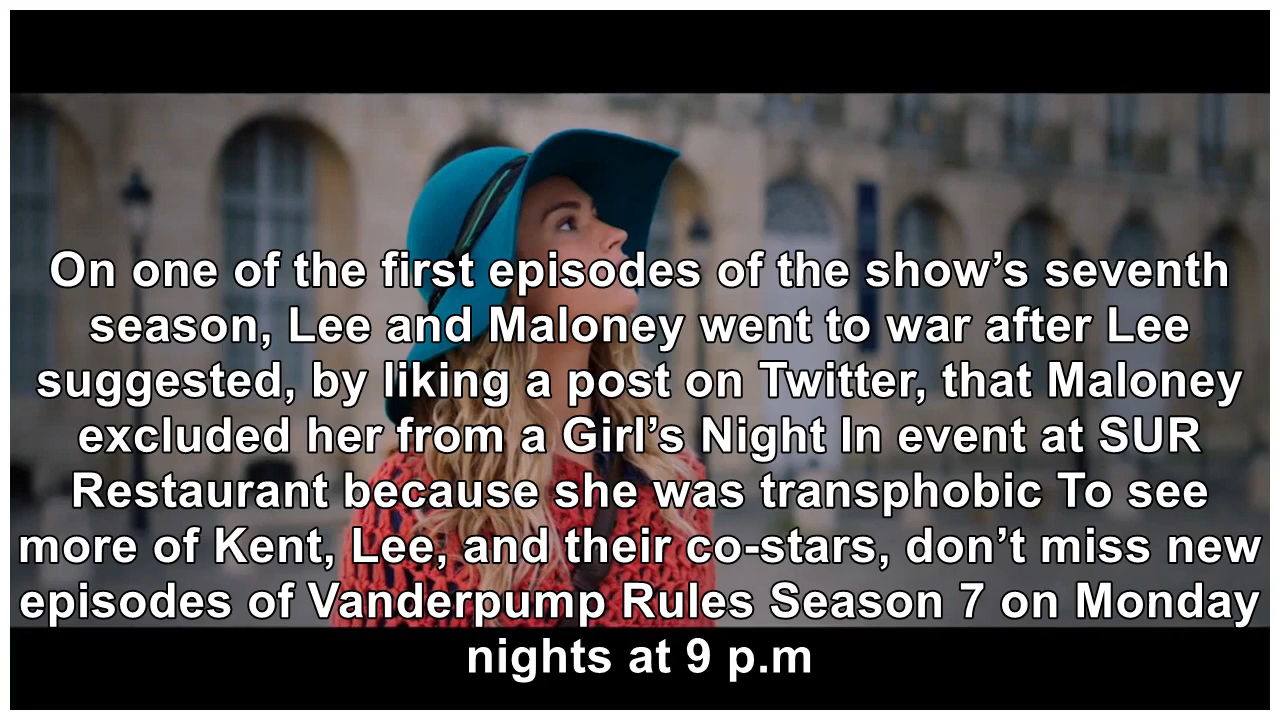 On one of the first episodes of the show’s seventh
season, Lee and Maloney went to war after Lee
suggested, by liking a post on Twitter, that Maloney
excluded her from a Girl’s Night In event at SUR
Restaurant because she was transphobic To see
more of Kent, Lee, and their co-stars, don’t miss new
episodes of Vanderpump Rules Season 7 on Monday
nights at 9 p.m